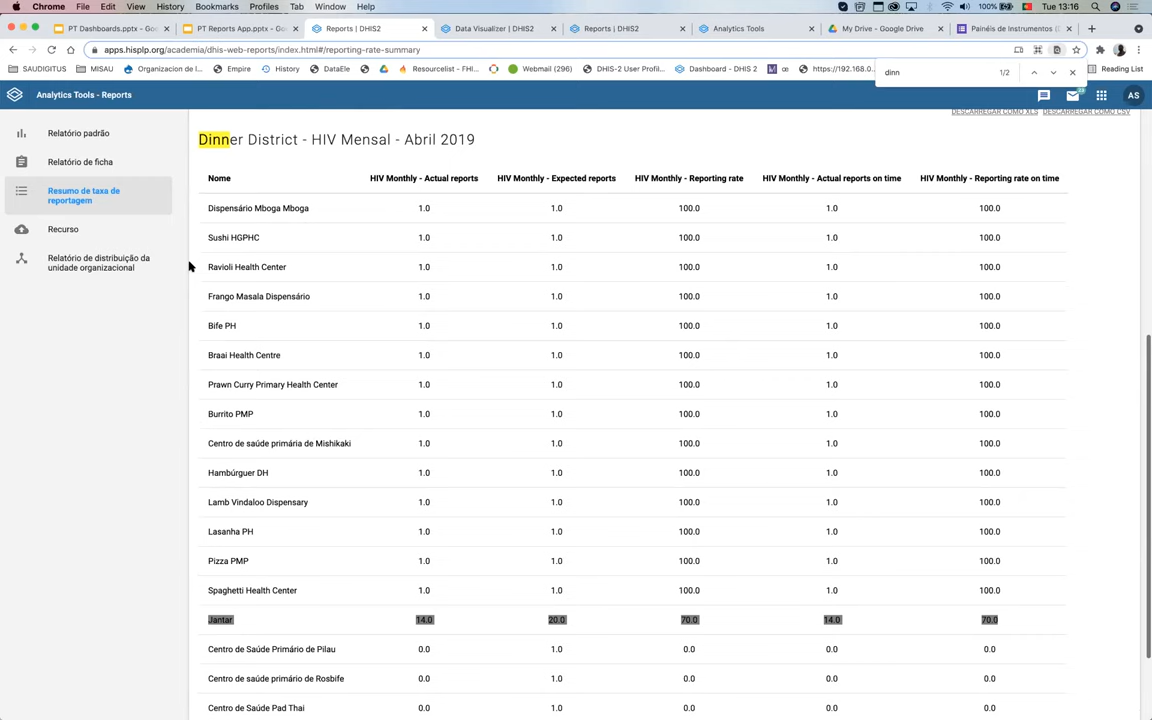 Chrome File Edit View History Bookmarks Profiles Tab Window Help 100% Tue 13:16
PT Dashboards.pptx - Goo PT Reports App.pptx - Goo Reports | DHIS2 Data Visualizer | DHIS2 Reports | DHIS2 Analytics Tools My Drive - Google Drive Painéis de Instrumentos (D
apps.hisplp.org/academia/dhis-web-reports/index.html#/reporting-rate-summary
SAUDIGITUS MISAU Organizacion de I... Empire History DataEle Resourcelist - FHI... Webmail (296) DHIS-2 User Profil... Dashboard - DHIS 2 https://192.168.0... Reading List
dinn 1/2
Analytics Tools - Reports AS
DESCARREGAR COMO XLS DESCARREGAR COMO CSV
Relatório padrão
Relatório de ficha
Resumo de taxa de
reportagem
Recurso
Relatório de distribuição da
unidade organizacional
Dinner District - HIV Mensal - Abril 2019
Nome HIV Monthly - Actual reports HIV Monthly - Expected reports HIV Monthly - Reporting rate HIV Monthly - Actual reports on time HIV Monthly - Reporting rate on time
Dispensário Mboga Mboga 1.0 1.0 100.0 1.0 100.0
Sushi HGPHC 1.0 1.0 100.0 1.0 100.0
Ravioli Health Center 1.0 1.0 100.0 1.0 100.0
Frango Masala Dispensário 1.0 1.0 100.0 1.0 100.0
Bife PH 1.0 1.0 100.0 1.0 100.0
Braai Health Centre 1.0 1.0 100.0 1.0 100.0
Prawn Curry Primary Health Center 1.0 1.0 100.0 1.0 100.0
Burrito PMP 1.0 1.0 100.0 1.0 100.0
Centro de saúde primária de Mishikaki 1.0 1.0 100.0 1.0 100.0
Hambúrguer DH 1.0 1.0 100.0 1.0 100.0
Lamb Vindaloo Dispensary 1.0 1.0 100.0 1.0 100.0
Lasanha PH 1.0 1.0 100.0 1.0 100.0
Pizza PMP 1.0 1.0 100.0 1.0 100.0
Spaghetti Health Center 1.0 1.0 100.0 1.0 100.0
Jantar 14.0 20.0 70.0 14.0 70.0
Centro de Saúde Primário de Pilau 0.0 1.0 0.0 0.0 0.0
Centro de saúde primário de Rosbife 0.0 1.0 0.0 0.0 0.0
Centro de Saúde Pad Thai 0.0 1.0 0.0 0.0 0.0